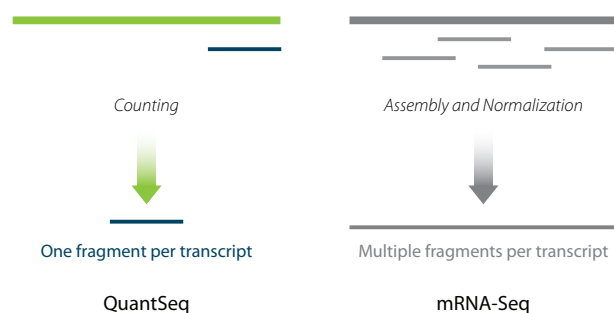 Counting
Assembly and Normalization
One fragment per transcript
Multiple fragments per transcript
QuantSeq
mRNA-Seq